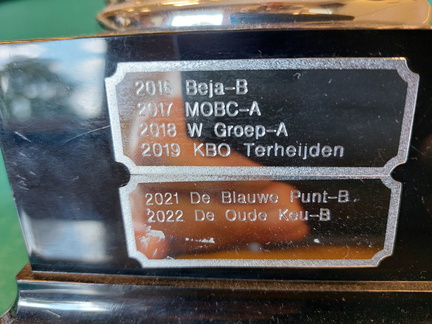 2016 Beja-B
2017 MOBC-A
2018 W Groep-A
2019 KBO Terheijden
2021 De Blauwe Punt-B
2022 De Oude Keu-B